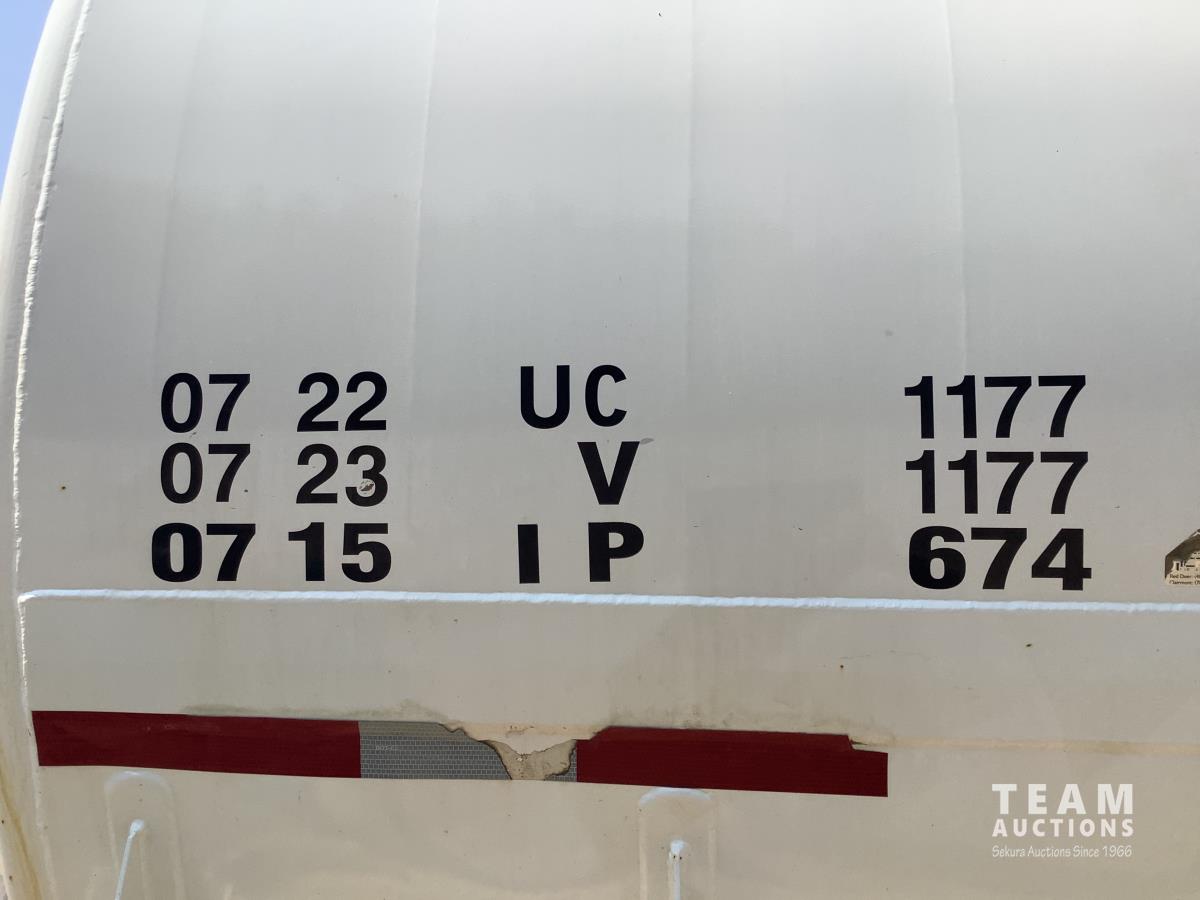 07 22 UC 1177
07 23 V 1177
07 15 I P 674
TEAM
AUCTIONS
Sekura Auctions Since 1966